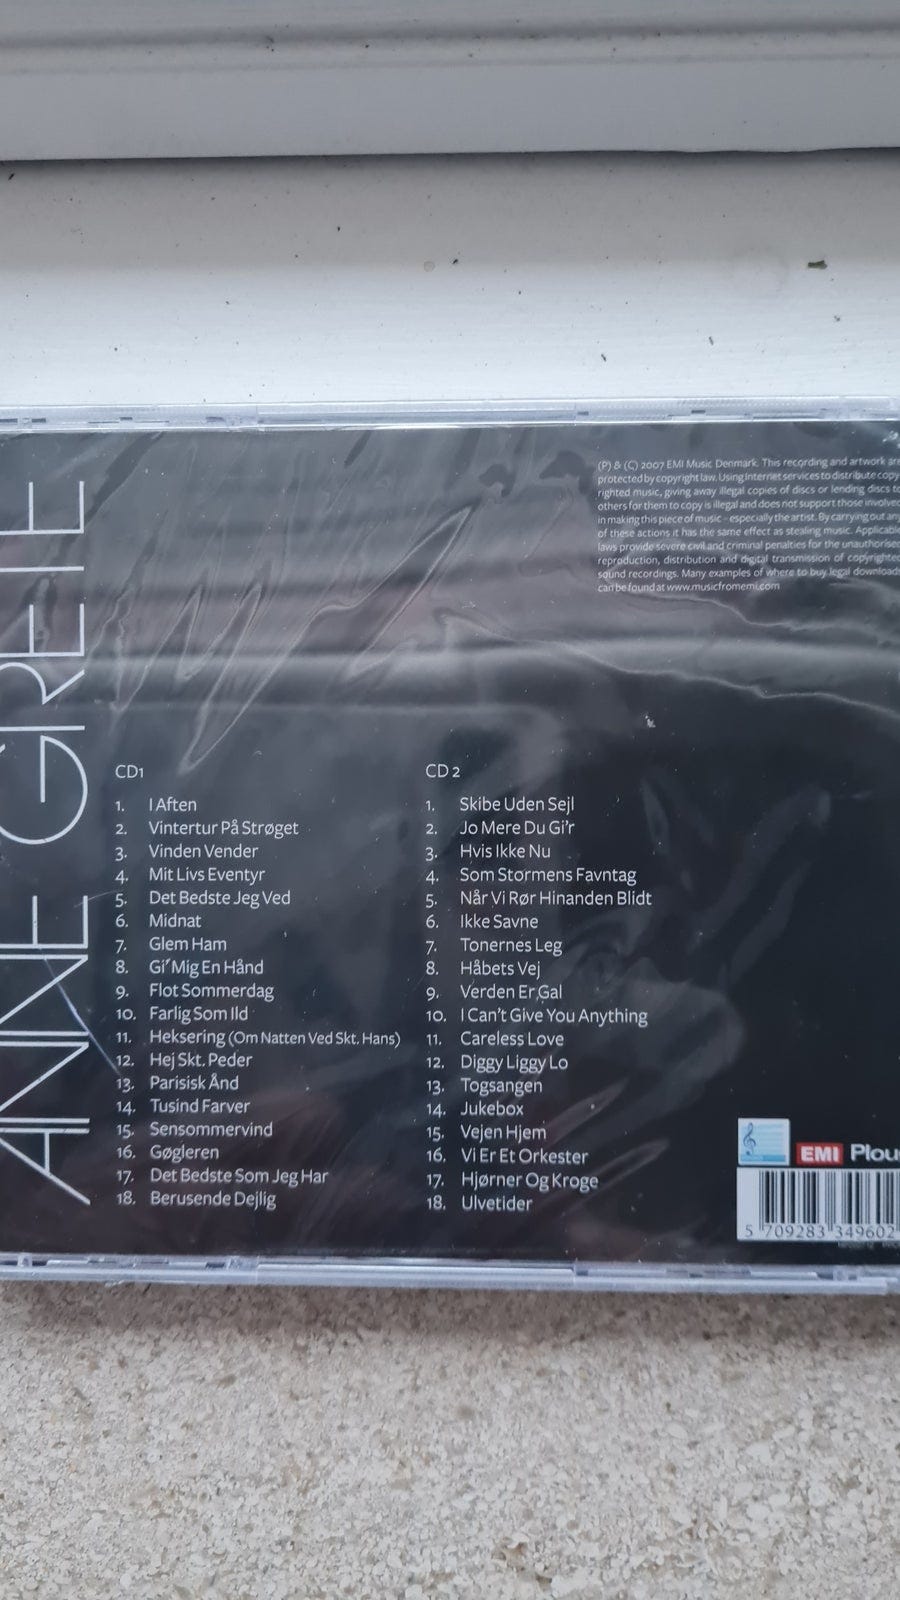 ANNE GRETE
(P) & (C) 2007 EMI Music Denmark. This recording and artwork are
protected by copyright law. Using internet services to distribute copy
righted music, giving away illegal copies of discs or lending discs to
others for them to copy is illegal and does not support those involved
in making this piece of music - especially the artist. By carrying out any
of these actions it has the same effect as stealing music. Applicable
laws provide severe civil and criminal penalties for the unauthorised
reproduction, distribution and digital transmission of copyrighted
sound recordings. Many examples of where to buy legal downloads
can be found at www.musicfromemi.com
CD1
1. I Aften
2. Vintertur På Strøget
3. Vinden Vender
4. Mit Livs Eventyr
5. Det Bedste Jeg Ved
6. Midnat
7. Glem Ham
8. Gi' Mig En Hånd
9. Flot Sommerdag
10. Farlig Som Ild
11. Heksering (Om Natten Ved Skt. Hans)
12. Hej Skt. Peder
13. Parisisk Ånd
14. Tusind Farver
15. Sensommervind
16. Gøgleren
17. Det Bedste Som Jeg Har
18. Berusende Dejlig
CD 2
1. Skibe Uden Sejl
2. Jo Mere Du Gi'r
3. Hvis Ikke Nu
4. Som Stormens Favntag
5. Når Vi Rør Hinanden Blidt
6. Ikke Savne
7. Tonernes Leg
8. Håbets Vej
9. Verden Er Gal
10. I Can't Give You Anything
11. Careless Love
12. Diggy Liggy Lo
13. Togsangen
14. Jukebox
15. Vejen Hjem
16. Vi Er Et Orkester
17. Hjørner Og Kroge
18. Ulvetider
EMI Plou
5 709283 349602